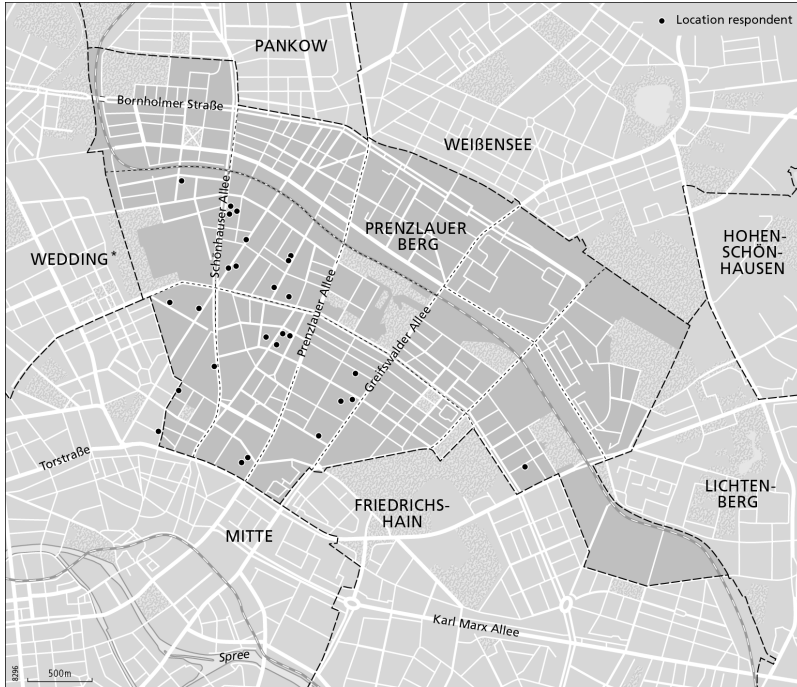 Location respondent
PANKOW
Bornholmer Straße
WEIßENSEE
Schönhauser Allee
PRENZLAUER
BERG
WEDDING*
HOHEN-
SCHÖN-
HAUSEN
Prenzlauer Allee
Greifswalder Allee
Torstraße
LICHTEN-
BERG
FRIEDRICHS-
HAIN
MITTE
Karl Marx Allee
Spree
8296
500m